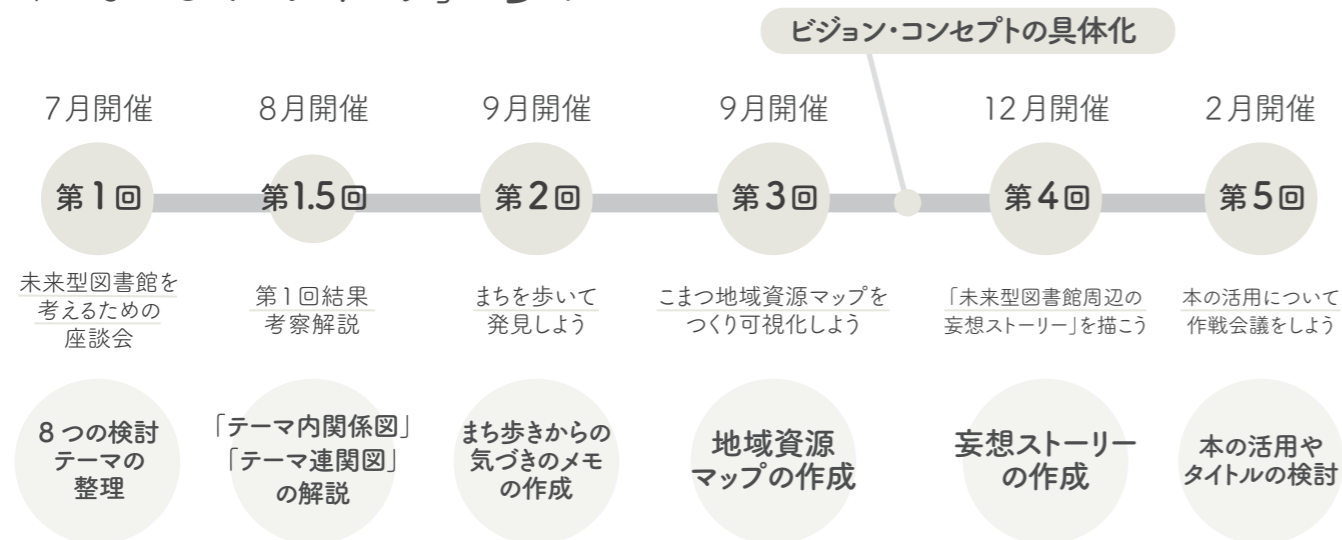 ビジョン・コンセプトの具体化
7月開催
第1回
未来型図書館を
考えるための
座談会
8つの検討
テーマの
整理
8月開催
第1.5回
第1回結果
考察解説
「テーマ内関係図」
「テーマ連関図」
の解説
9月開催
第2回
まちを歩いて
発見しよう
まち歩きからの
気づきのメモ
の作成
9月開催
第3回
こまつ地域資源マップを
つくり可視化しよう
地域資源
マップの作成
12月開催
第4回
「未来型図書館周辺の
妄想ストーリー」を描こう
妄想ストーリー
の作成
2月開催
第5回
本の活用について
作戦会議をしよう
本の活用や
タイトルの検討